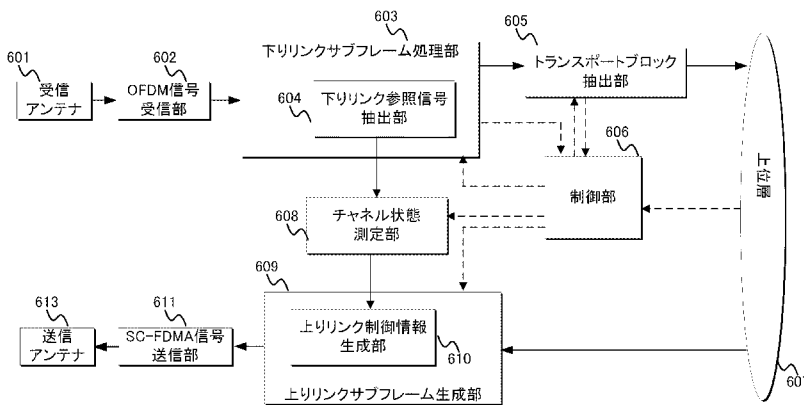 603
605
下りリンクサブフレーム処理部
601
602
トランスポートブロック
抽出部
受信
アンテナ
OFDM信号
受信部
604
下りリンク参照信号
抽出部
606
制御部
上位層
608
チャネル状態
測定部
609
613
611
送信
アンテナ
SC-FDMA信号
送信部
上りリンク制御情報
生成部
610
上りリンクサブフレーム生成部